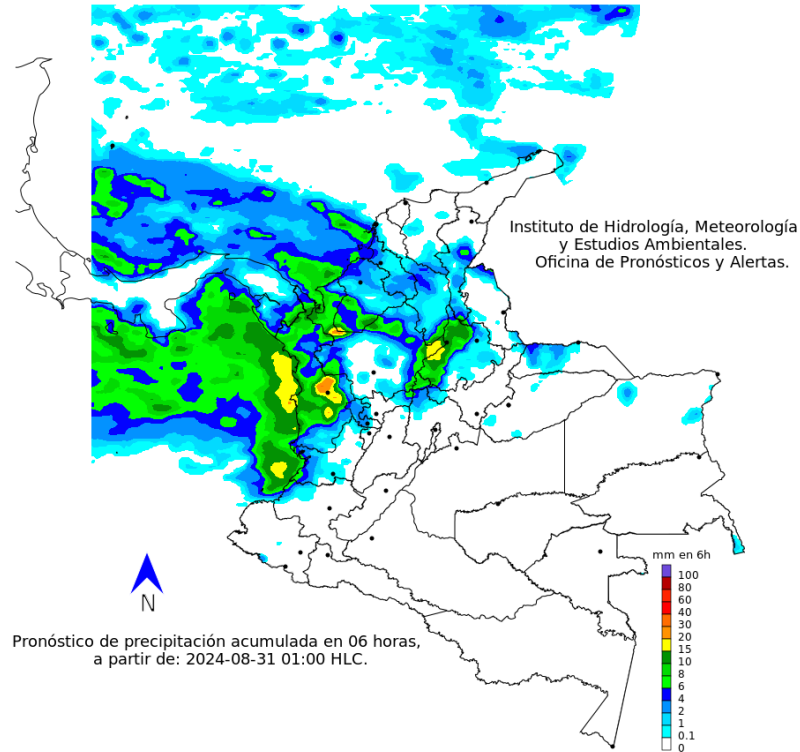 Instituto de Hidrología, Meteorología
y Estudios Ambientales.
Oficina de Pronósticos y Alertas.
mm en 6h
100
80
60
40
30
20
15
10
8
6
4
2
1
0.1
0
N
Pronóstico de precipitación acumulada en 06 horas,
a partir de: 2024-08-31 01:00 HLC.